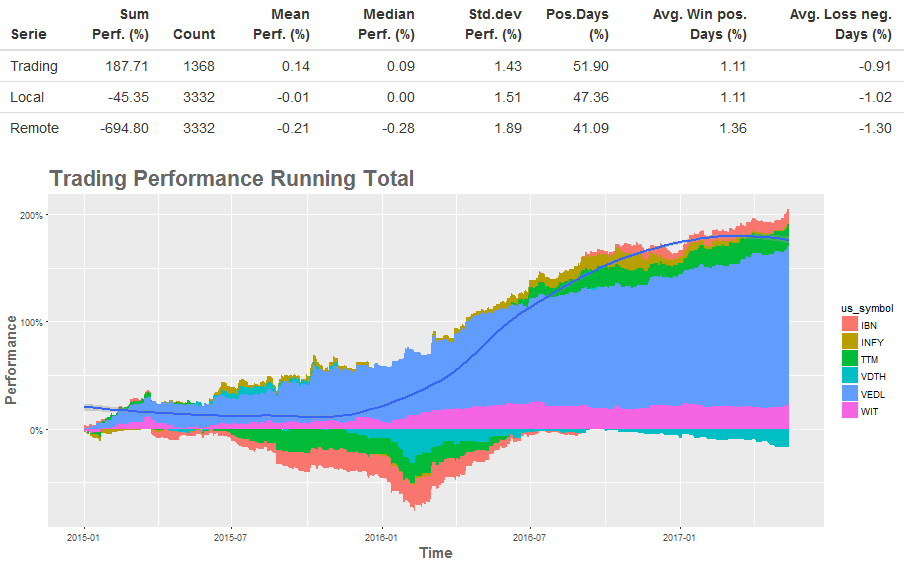 Serie Sum Perf. (%) Count Mean Perf. (%) Median Perf. (%) Std.dev Perf. (%) Pos.Days (%) Avg. Win pos. Days (%) Avg. Loss neg. Days (%)
Trading 187.71 1368 0.14 0.09 1.43 51.90 1.11 -0.91
Local -45.35 3332 -0.01 0.00 1.51 47.36 1.11 -1.02
Remote -694.80 3332 -0.21 -0.28 1.89 41.09 1.36 -1.30
Trading Performance Running Total
200%
100%
0%
Performance
2015-01 2015-07 2016-01 2016-07 2017-01
Time
us_symbol
IBN
INFY
TTM
VDTH
VEDL
WIT